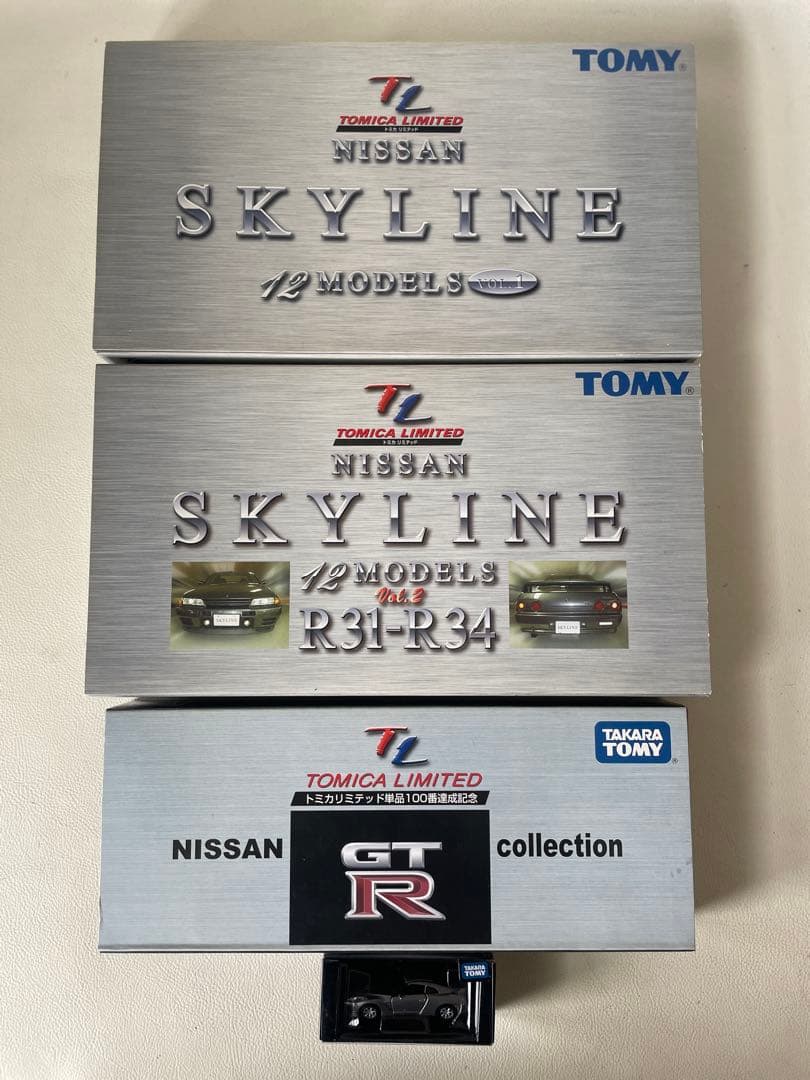 TOMY®
TL
TOMICA LIMITED
トミカ リミテッド
NISSAN
SKYLINE
12 MODELS VOL.1
TOMY®
TL
TOMICA LIMITED
トミカ リミテッド
NISSAN
SKYLINE
12 MODELS
Vol.2
R31-R34
SKYLINE
SKYLINE
TL
TOMICA LIMITED
トミカリミテッド単品100番達成記念
TAKARA
TOMY®
NISSAN GT R collection
TAKARA
TOMY